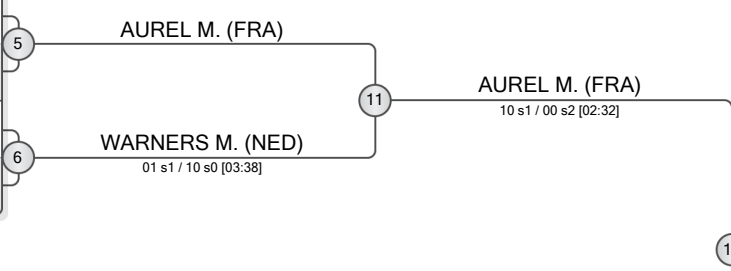 AUREL M. (FRA)
5
AUREL M. (FRA)
11
10 s1 / 00 s2 [02:32]
WARNERS M. (NED)
6
01 s1 / 10 s0 [03:38]